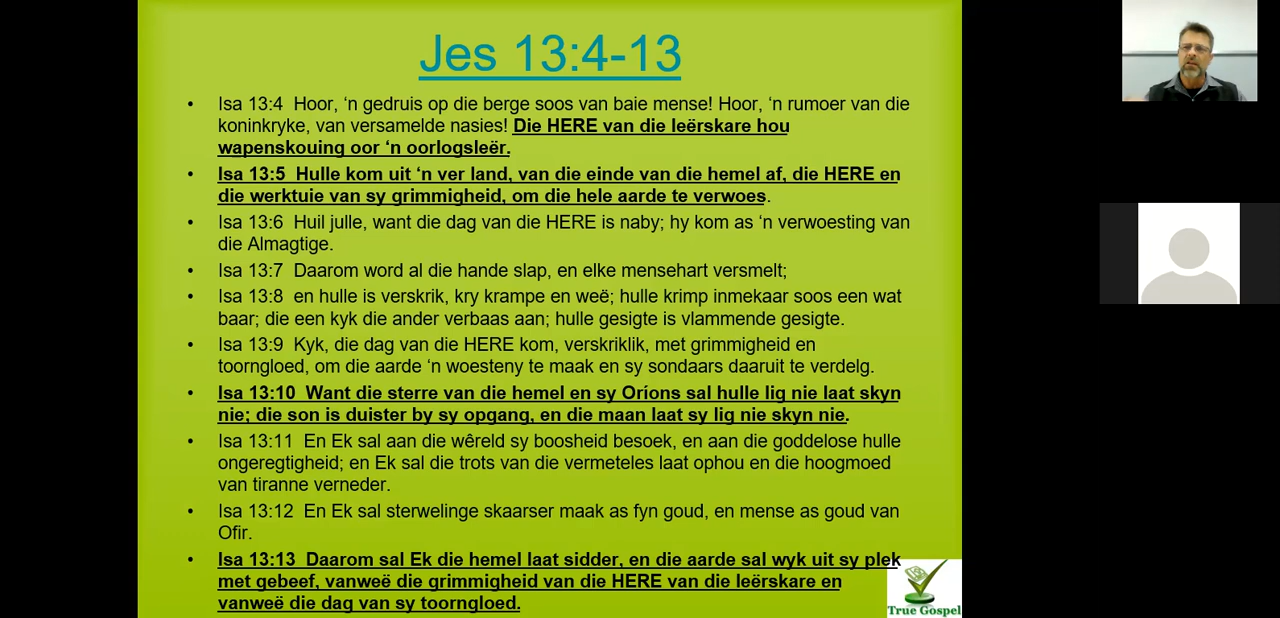 Jes 13:4-13
• Isa 13:4  Hoor, ‘n gedruis op die berge soos van baie mense! Hoor, ‘n rumoer van die
koninkryke, van versamelde nasies! Die HERE van die leërskare hou
wapenskouing oor ‘n oorlogsleër.
• Isa 13:5  Hulle kom uit ‘n ver land, van die einde van die hemel af, die HERE en
die werktuie van sy grimmigheid, om die hele aarde te verwoes.
• Isa 13:6  Huil julle, want die dag van die HERE is naby; hy kom as ‘n verwoesting van
die Almagtige.
• Isa 13:7  Daarom word al die hande slap, en elke mensehart versmelt;
• Isa 13:8  en hulle is verskrik, kry krampe en weë; hulle krimp inmekaar soos een wat
baar; die een kyk die ander verbaas aan; hulle gesigte is vlammende gesigte.
• Isa 13:9  Kyk, die dag van die HERE kom, verskriklik, met grimmigheid en
toorngloed, om die aarde ‘n woesteny te maak en sy sondaars daaruit te verdelg.
• Isa 13:10  Want die sterre van die hemel en sy Oríons sal hulle lig nie laat skyn
nie; die son is duister by sy opgang, en die maan laat sy lig nie skyn nie.
• Isa 13:11  En Ek sal aan die wêreld sy boosheid besoek, en aan die goddelose hulle
ongeregtigheid; en Ek sal die trots van die vermeteles laat ophou en die hoogmoed
van tiranne verneder.
• Isa 13:12  En Ek sal sterwelinge skaarser maak as fyn goud, en mense as goud van
Ofir.
• Isa 13:13  Daarom sal Ek die hemel laat sidder, en die aarde sal wyk uit sy plek
met gebeef, vanweë die grimmigheid van die HERE van die leërskare en
vanweë die dag van sy toorngloed.
True Gospel